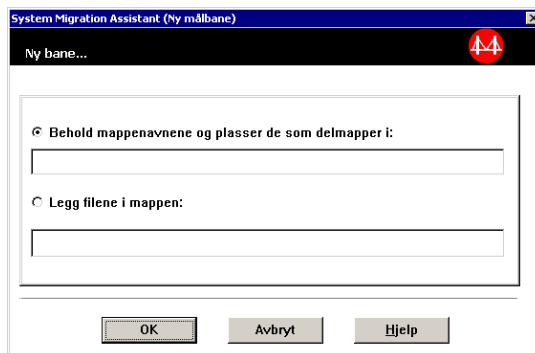 System Migration Assistant (Ny målbane)
Ny bane...
Behold mappenavnene og plasser de som delmapper i:
Legg filene i mappen:
OK
Avbryt
Hjelp